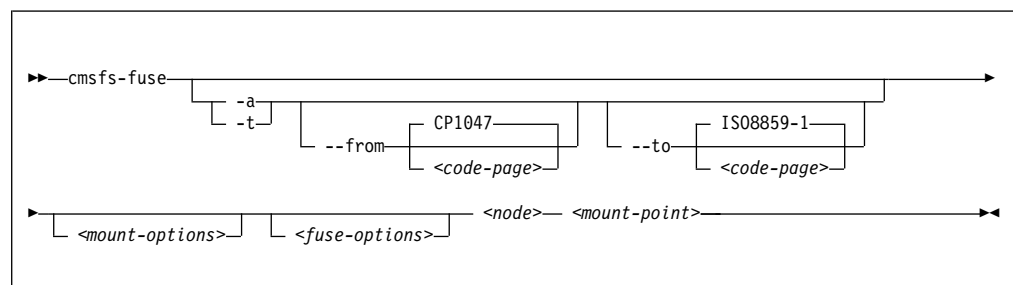 cmsfs-fuse
-a
-t
CP1047
ISO8859-1
--from
--to
<code-page>
<code-page>
<node> <mount-point>
<mount-options>
<fuse-options>